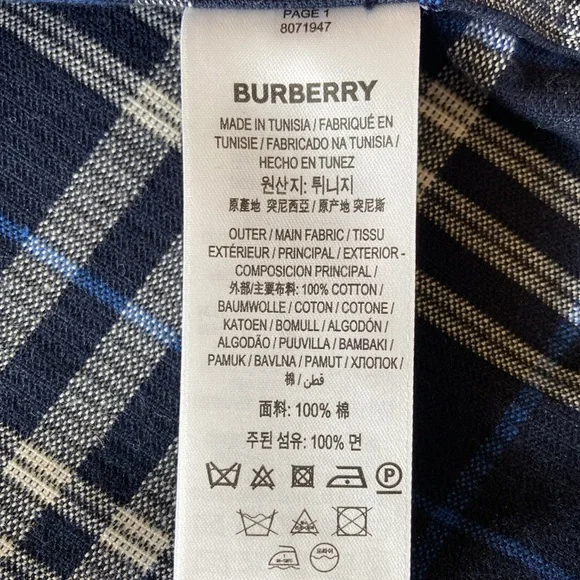 PAGE 1
8071947
BURBERRY
MADE IN TUNISIA / FABRIQUÉ EN
TUNISIE / FABRICADO NA TUNISIA /
HECHO EN TUNEZ
원산지: 튀니지
原產地 突尼西亞 / 原产地 突尼斯
OUTER / MAIN FABRIC / TISSU
EXTÉRIEUR / PRINCIPAL / EXTERIOR -
COMPOSICION PRINCIPAL /
外部/主要布料: 100% COTTON /
BAUMWOLLE / COTON / COTONE /
KATOEN / BOMULL / ALGODÓN /
ALGODÃO / PUUVILLA / BAMBAKI /
PAMUK / BAVLNA / PAMUT / ХЛОПОК /
棉 / قطن /
面料: 100% 棉
주된 섬유: 100% 면
P